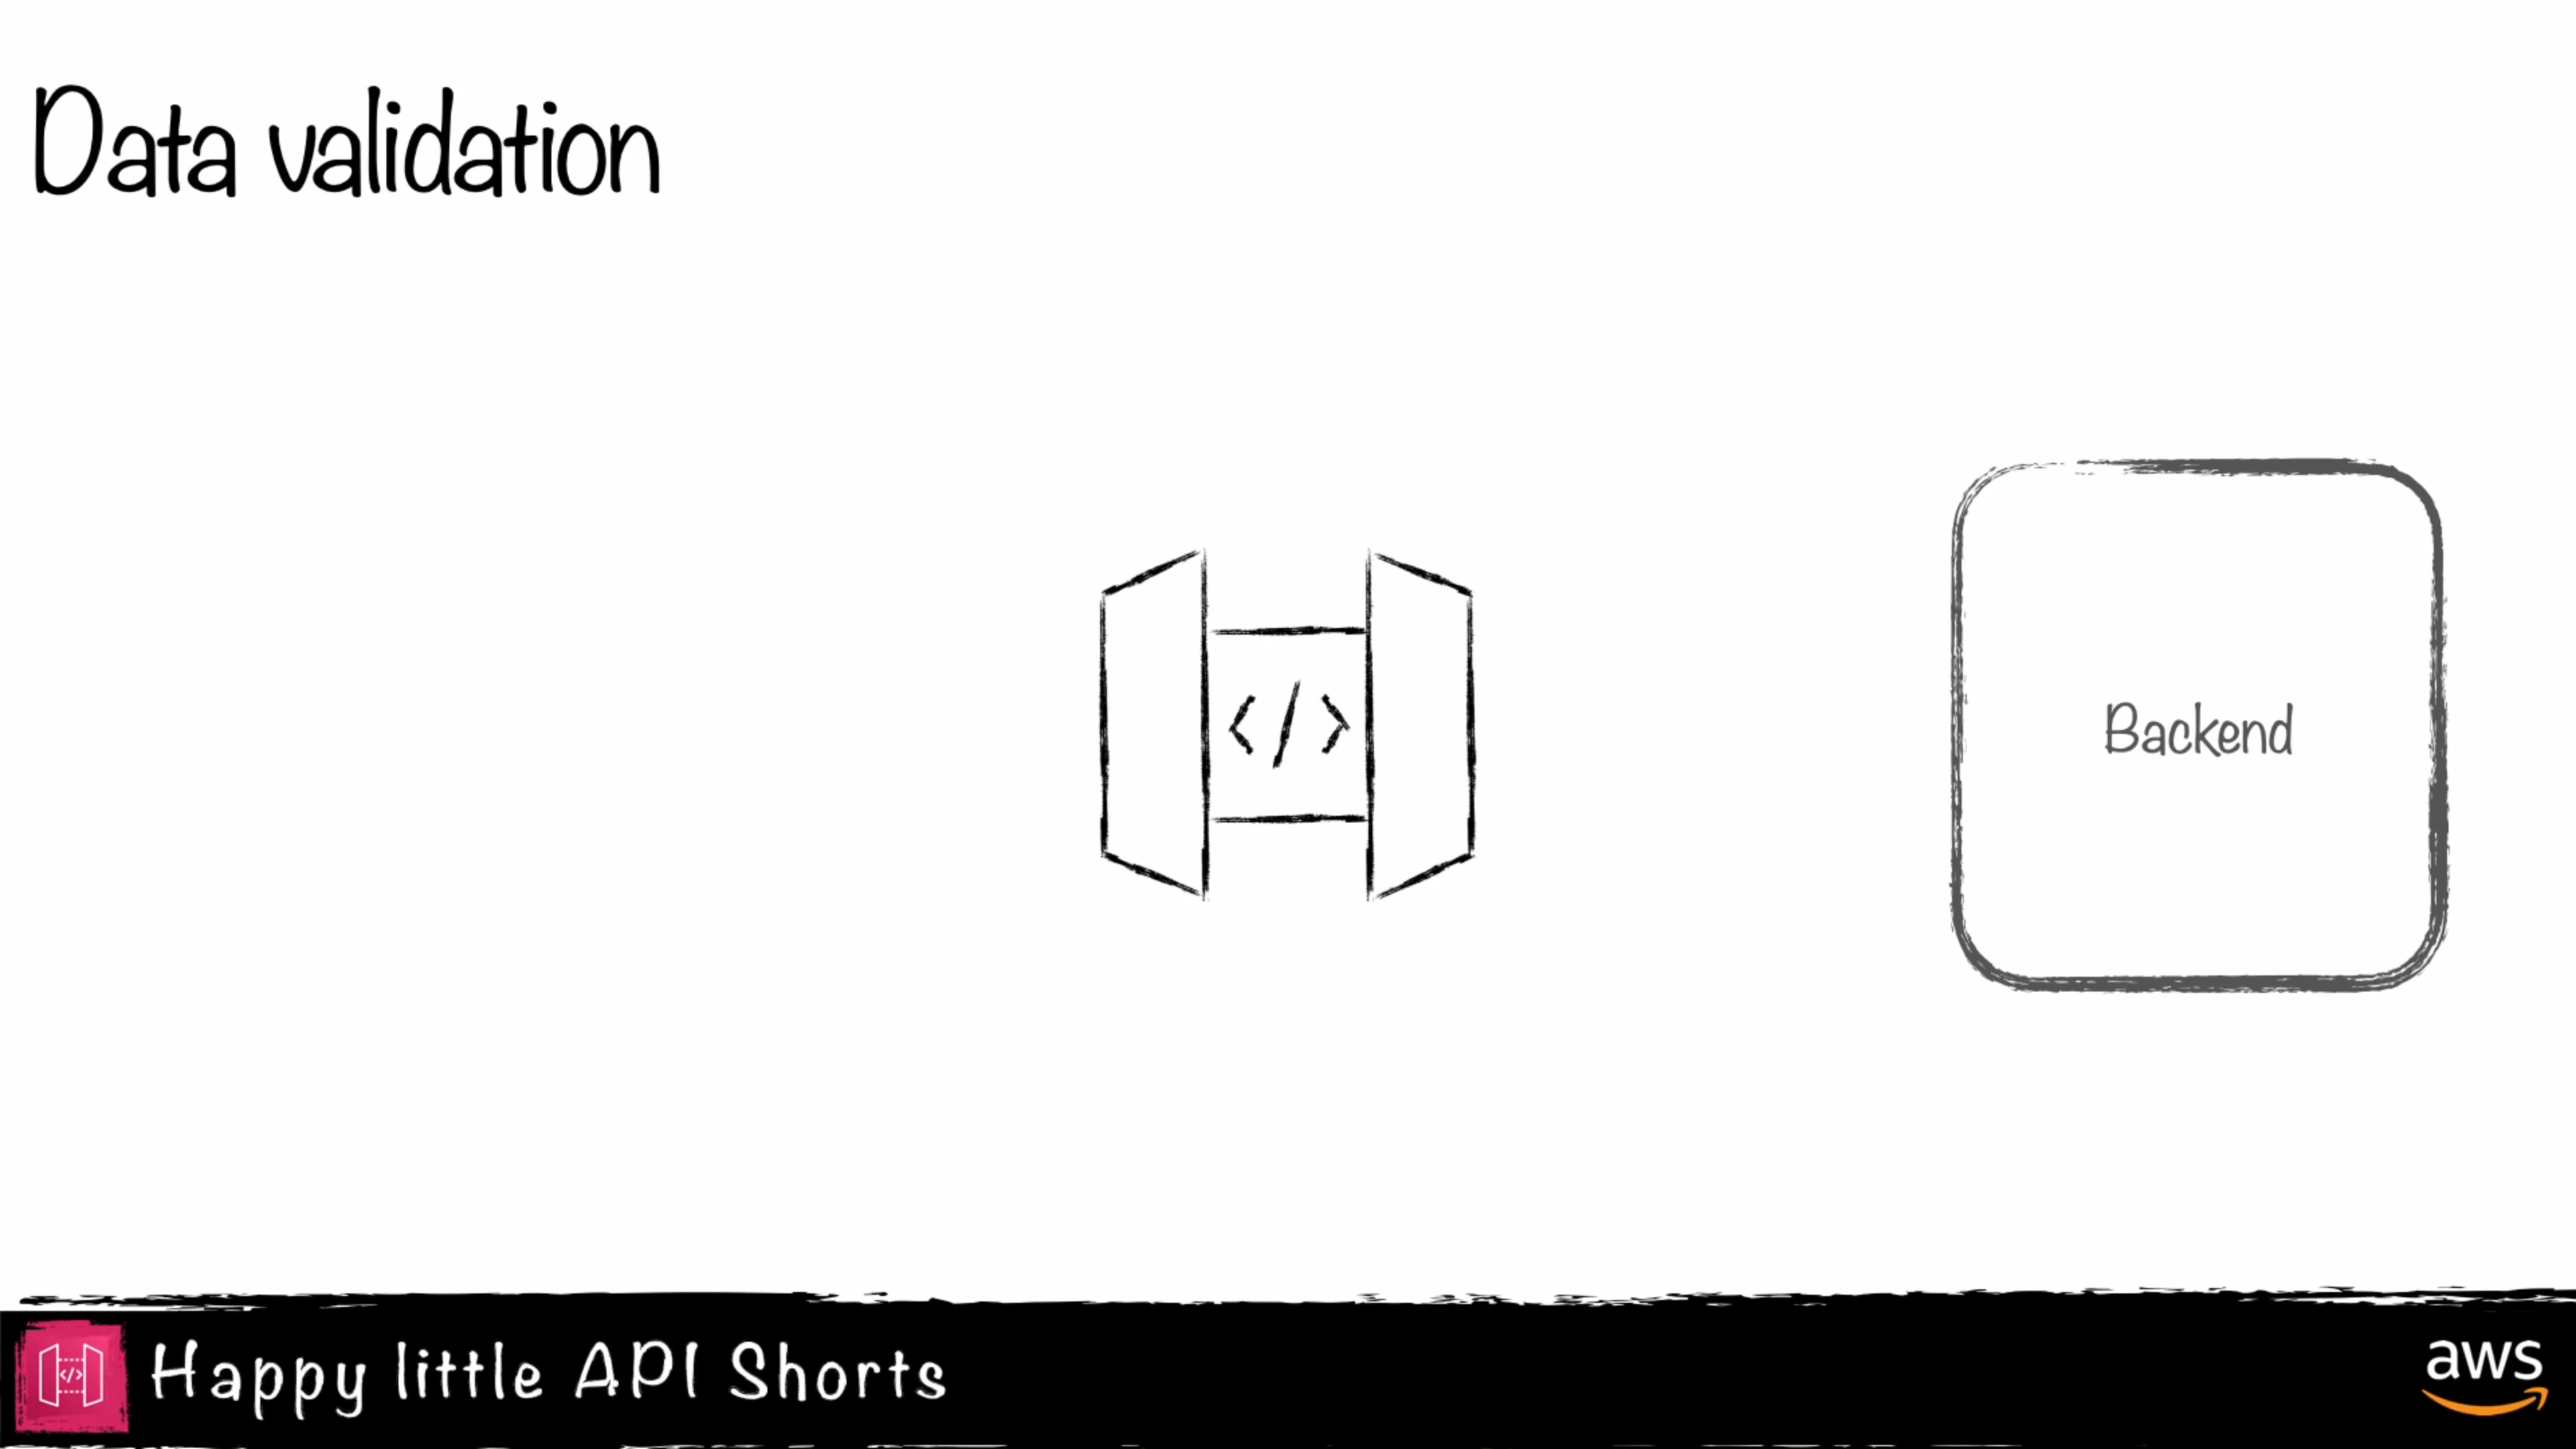 Data validation
</>
Backend
</>
Happy little API Shorts
aws